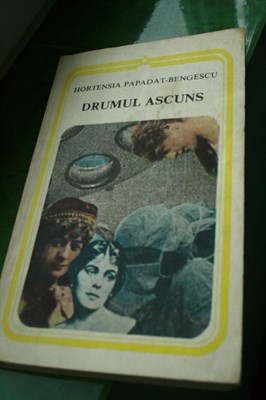 HORTENSIA PAPADAT-BENGESCU
DRUMUL ASCUNS